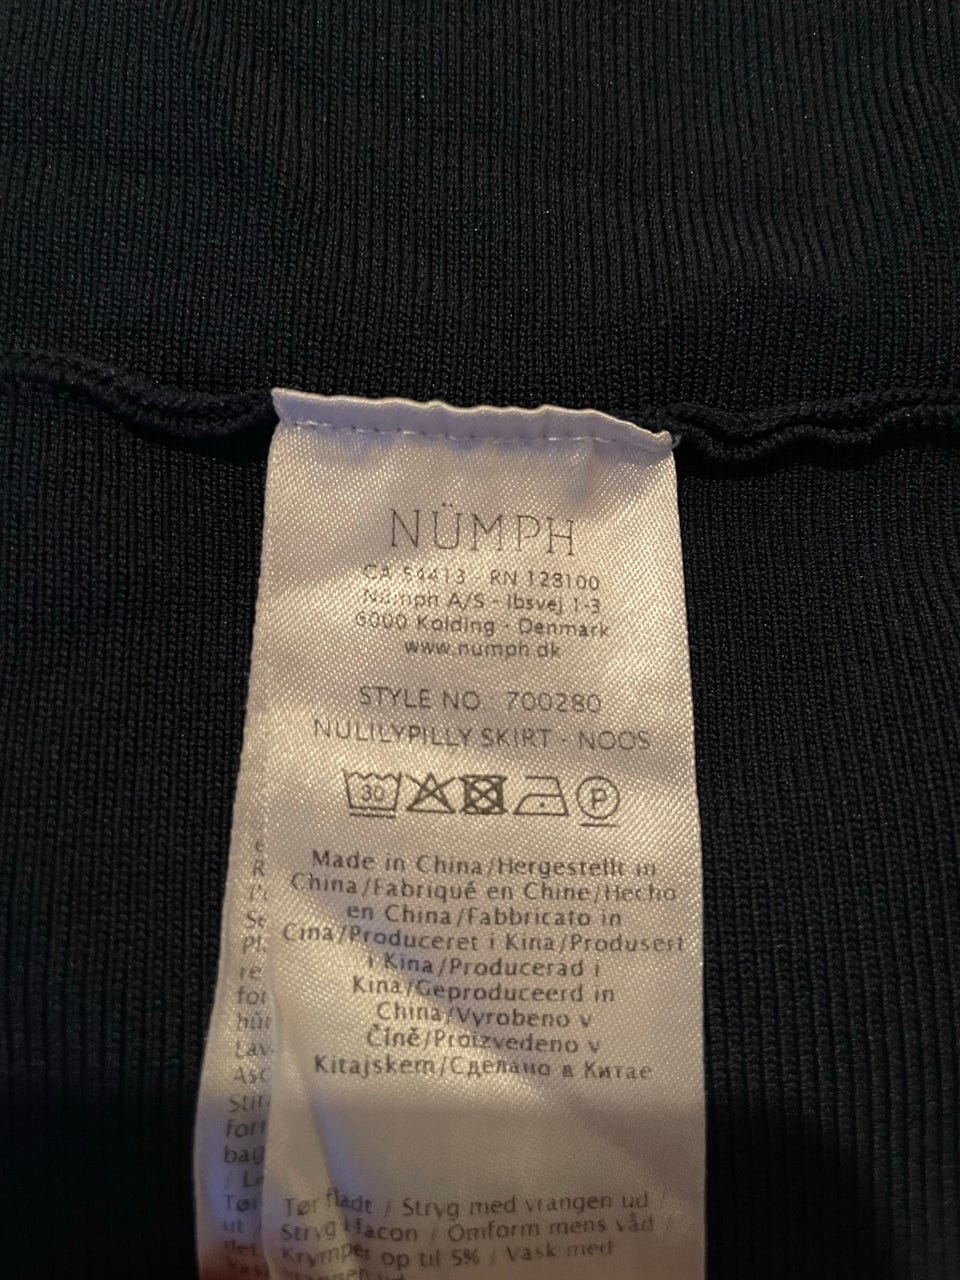 NÜMPH
CA 54413 - RN 128100
Nümph A/S - Ibsvej 1-3
6000 Kolding - Denmark
www.numph.dk
STYLE NO : 700280
NULILYPILLY SKIRT - NOOS
30 P
Made in China/Hergestellt in
China/Fabriqué en Chine/Hecho
en China/Fabbricato in
Cina/Produceret i Kina/Produsert
i Kina/Producerad i
Kina/Geproduceerd in
China/Vyrobeno v
Číně/Proizvedeno v
Kitajskem/Сделано в Китае
Tør fladt / Stryg med vrangen ud /
Stryg i facon / Omform mens våd /
Krymper op til 5% / Vask med
vrangen ud